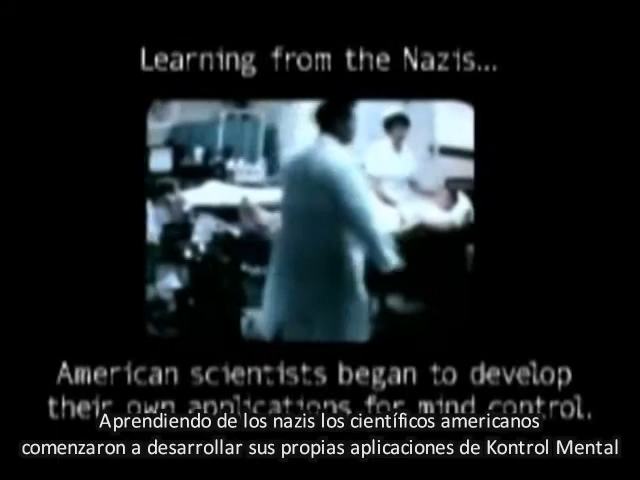 Learning from the Nazis...
American scientists began to develop
their own applications for mind control.
Aprendiendo de los nazis los científicos americanos
comenzaron a desarrollar sus propias aplicaciones de Kontrol Mental